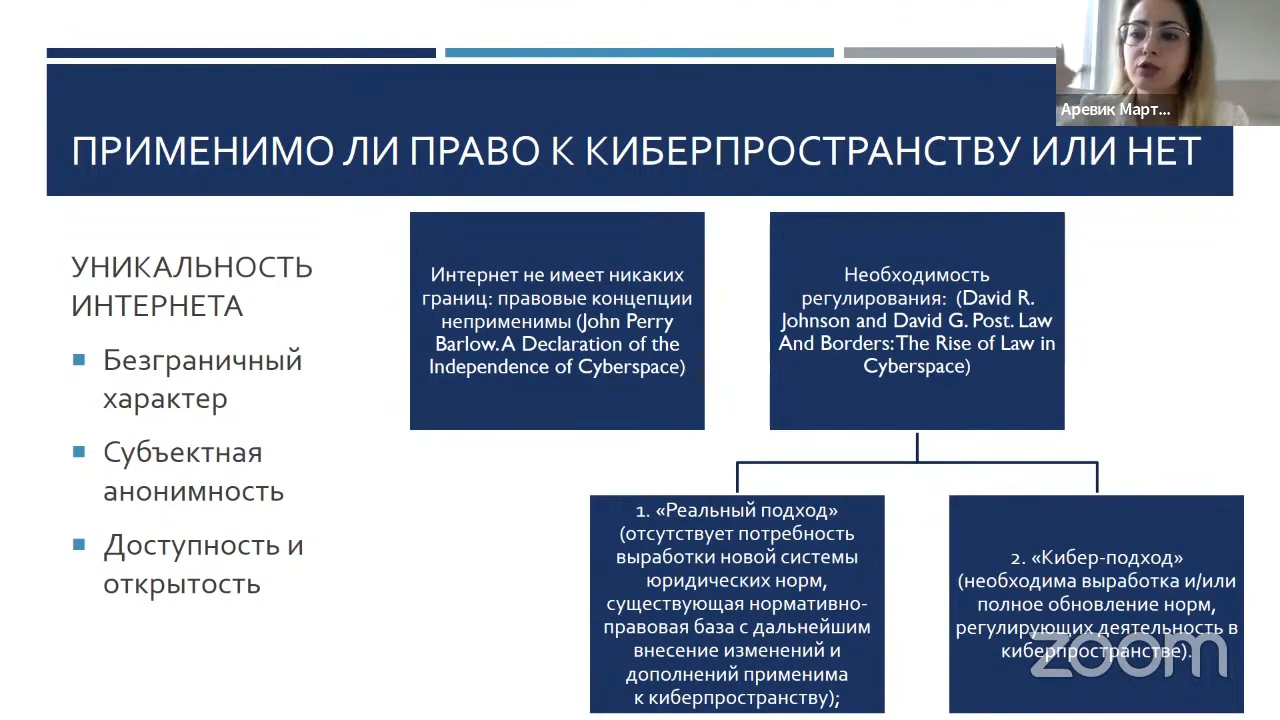 Аревик Март...
ПРИМЕНИМО ЛИ ПРАВО К КИБЕРПРОСТРАНСТВУ ИЛИ НЕТ
УНИКАЛЬНОСТЬ
ИНТЕРНЕТА
Безграничный
характер
Субъектная
анонимность
Доступность и
открытость
Интернет не имеет никаких
границ: правовые концепции
неприменимы (John Perry
Barlow. A Declaration of the
Independence of Cyberspace)
Необходимость
регулирования: (David R.
Johnson and David G. Post. Law
And Borders: The Rise of Law in
Cyberspace)
1. «Реальный подход»
(отсутствует потребность
выработки новой системы
юридических норм,
существующая нормативно-
правовая база с дальнейшим
внесение изменений и
дополнений применима
к киберпространству);
2. «Кибер-подход»
(необходима выработка и/или
полное обновление норм,
регулирующих деятельность в
киберпространстве).
zoom